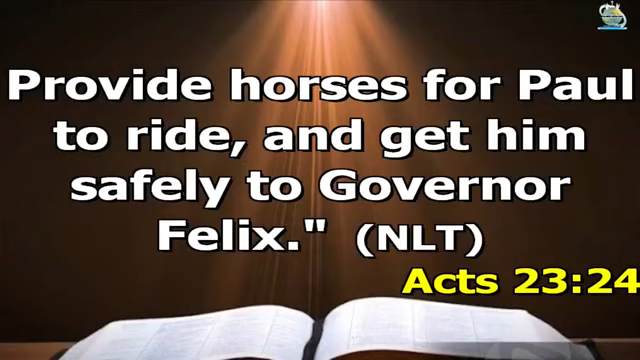 Provide horses for Paul
to ride, and get him
safely to Governor
Felix." (NLT)
Acts 23:24